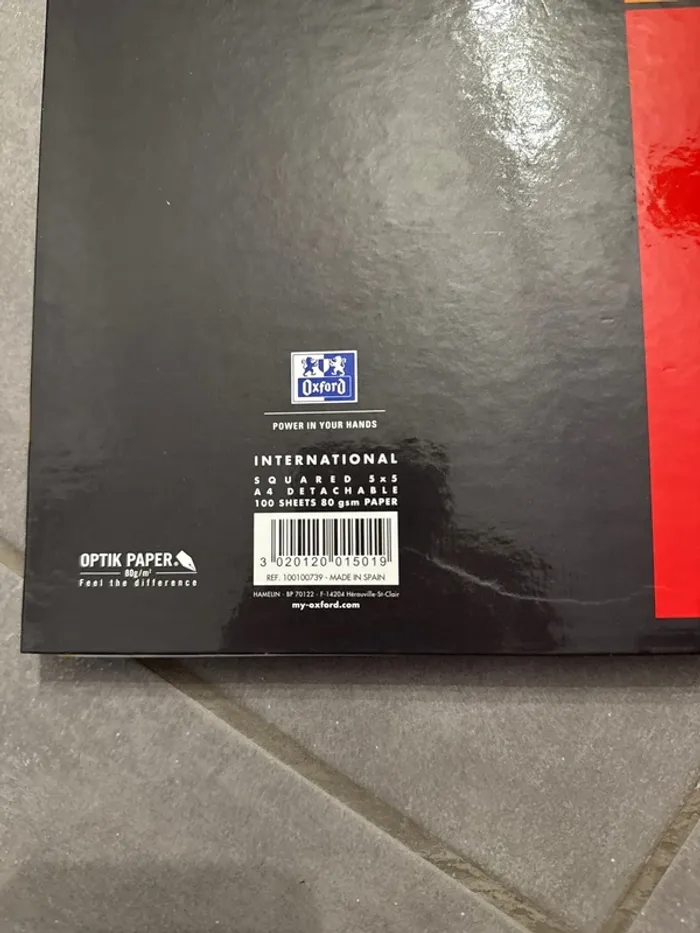 Oxford
POWER IN YOUR HANDS
INTERNATIONAL
SQUARED 5x5
A4 DETACHABLE
100 SHEETS 80 gsm PAPER
3 020120 015019
REF. 100100739 - MADE IN SPAIN
HAMELIN - BP 70122 - F-14204 Hérouville-St-Clair
my-oxford.com
OPTIK PAPER.
80g/m²
Feel the difference